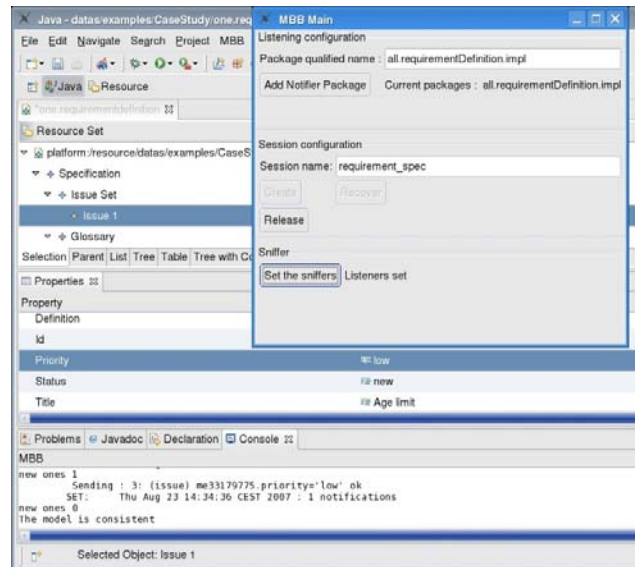 Java - datas/examples/CaseStudy/one.req
File Edit Navigate Search Project MBB
Java Resource
*one.requirementdefinition
Resource Set
platform:/resource/datas/examples/CaseS
Specification
Issue Set
Issue 1
Glossary
Selection Parent List Tree Table Tree with Co
Properties
Property
Definition
Id
Priority low
Status new
Title Age limit
MBB Main
Listening configuration
Package qualified name : all.requirementDefinition.impl
Add Notifier Package Current packages : all.requirementDefinition.impl
Session configuration
Session name: requirement_spec
Create Recover
Release
Sniffer
Set the sniffers Listeners set
Problems Javadoc Declaration Console
MBB
new ones 1
Sending : 3: (issue) me33179775.priority='low' ok
SET: Thu Aug 23 14:34:36 CEST 2007 : 1 notifications
new ones 0
The model is consistent
Selected Object: Issue 1